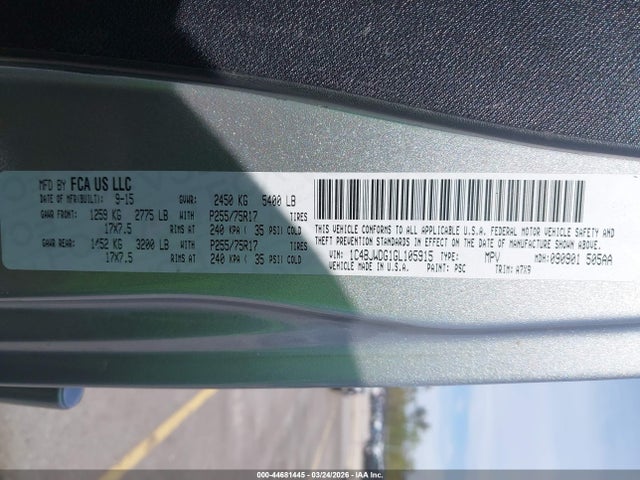 MFD BY FCA US LLC
DATE OF MFR(BUILT): 9-15 GVWR: 2450 KG 5400 LB
GAWR FRONT: 1259 KG 2775 LB WITH P255/75R17 TIRES
17X7.5 RIMS AT 240 KPA( 35 PSI) COLD
GAWR REAR: 1452 KG 3200 LB WITH P255/75R17 TIRES
17X7.5 RIMS AT 240 KPA( 35 PSI) COLD
THIS VEHICLE CONFORMS TO ALL APPLICABLE U.S.A. FEDERAL MOTOR VEHICLE SAFETY AND
THEFT PREVENTION STANDARDS IN EFFECT ON THE DATE OF MANUFACTURE SHOWN ABOVE.
VIN: 1C4BJWDG1GL105915 TYPE: MPV MDH: 090901 505AA
VEHICLE MADE IN U.S.A. PAINT: PSC TRIM: A7X9
000-44681445 - 03/24/2026 - IAA Inc.